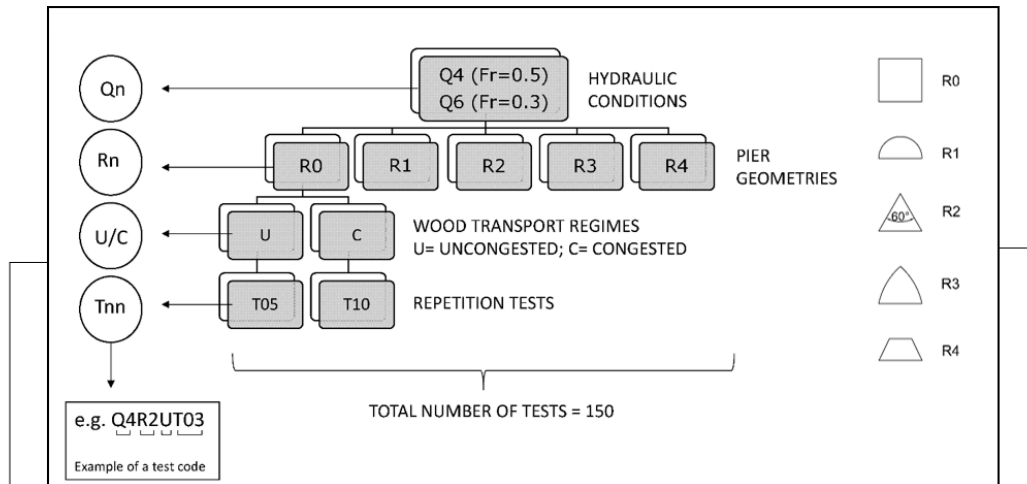 Qn
Q4 (Fr=0.5)
Q6 (Fr=0.3)
HYDRAULIC
CONDITIONS
R0
Rn
R0
R1
R2
R3
R4
PIER
GEOMETRIES
R1
U/C
U
C
WOOD TRANSPORT REGIMES
U= UNCONGESTED; C= CONGESTED
60°
R2
Tnn
T05
T10
REPETITION TESTS
R3
R4
TOTAL NUMBER OF TESTS = 150
e.g. Q4R2UT03
Example of a test code